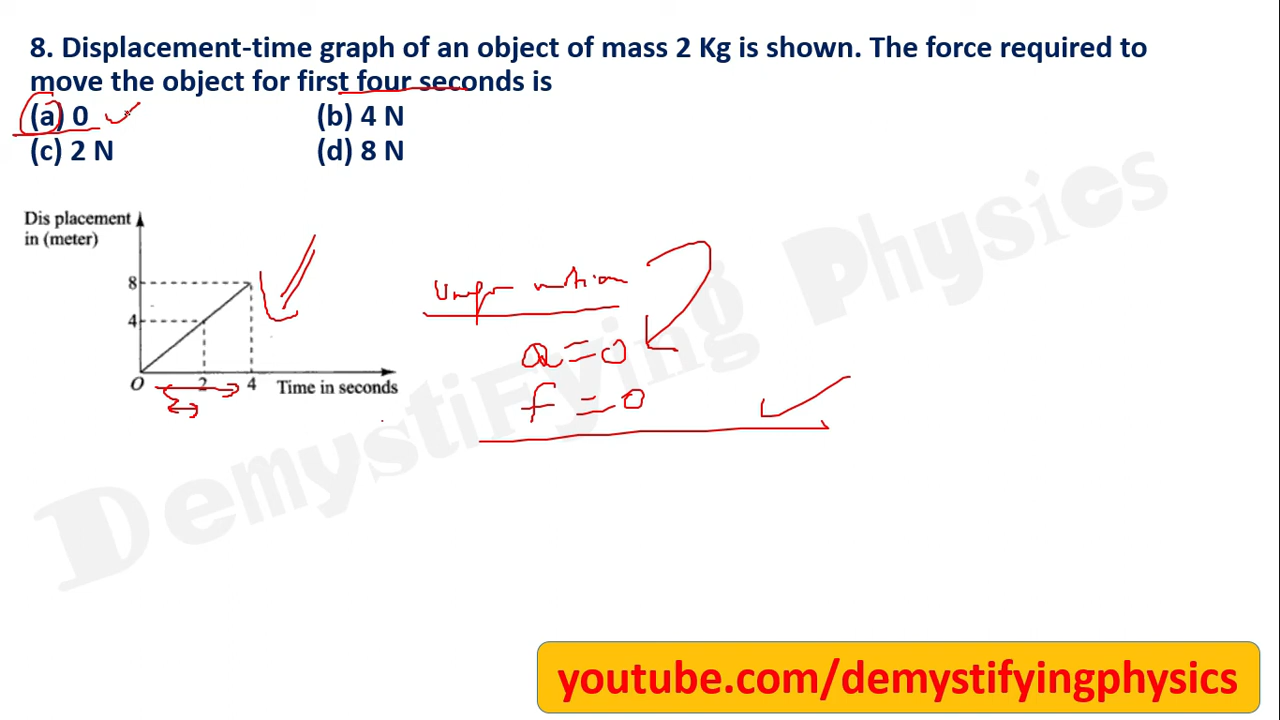 8. Displacement-time graph of an object of mass 2 Kg is shown. The force required to
move the object for first four seconds is
(a) 0 (b) 4 N
(c) 2 N (d) 8 N
Dis placement
in (meter)
8
4
O 2 4 Time in seconds
motion
a = 0
f = 0
DemystiFying Physics
youtube.com/demystifyingphysics